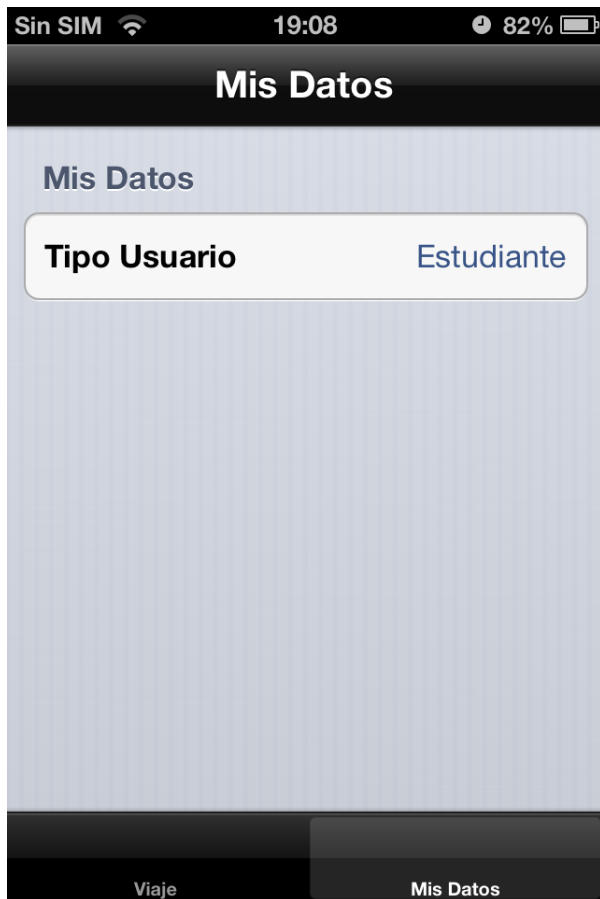 Sin SIM 19:08 82%
Mis Datos
Mis Datos
Tipo Usuario Estudiante
Viaje Mis Datos